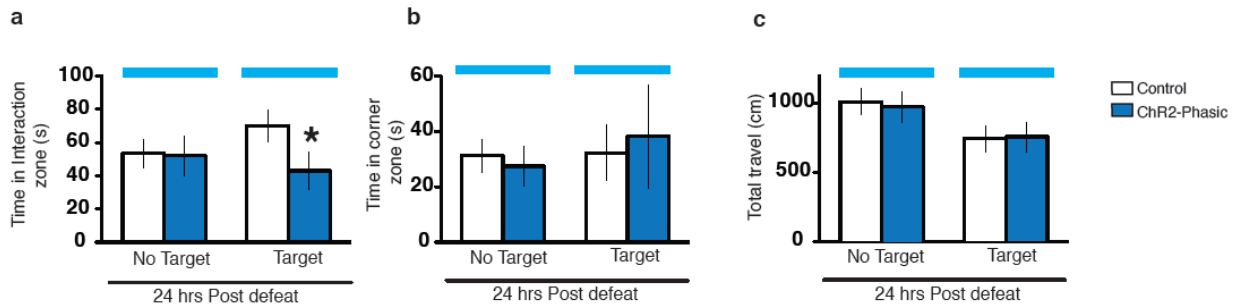 a
Time in Interaction
zone (s)
100
80
60
40
20
0
*
No Target
Target
24 hrs Post defeat
b
Time in corner
zone (s)
60
40
20
0
No Target
Target
24 hrs Post defeat
c
Total travel (cm)
1000
500
0
No Target
Target
24 hrs Post defeat
Control
ChR2-Phasic